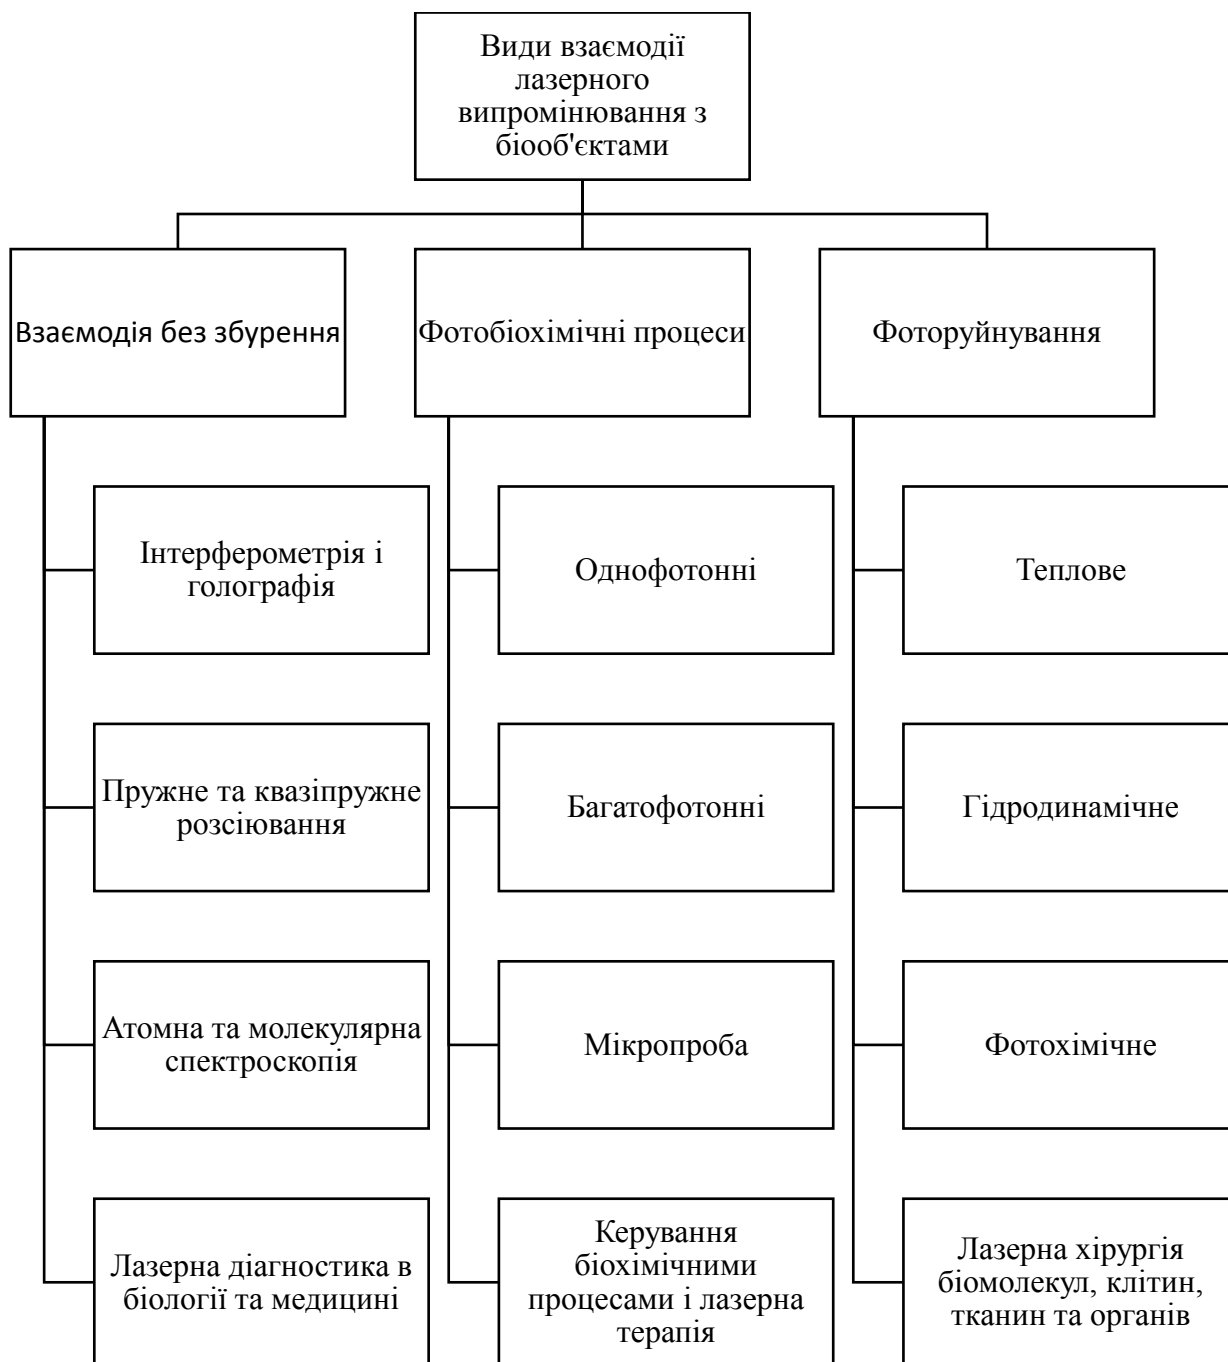 Види взаємодії
лазерного
випромінювання з
біооб'єктами
Взаємодія без збурення
Фотобіохімічні процеси
Фоторуйнування
Інтерферометрія і
голографія
Однофотонні
Теплове
Пружне та квазіпружне
розсіювання
Багатофотонні
Гідродинамічне
Атомна та молекулярна
спектроскопія
Мікропроба
Фотохімічне
Лазерна діагностика в
біології та медицині
Керування
біохімічними
процесами і лазерна
терапія
Лазерна хірургія
біомолекул, клітин,
тканин та органів